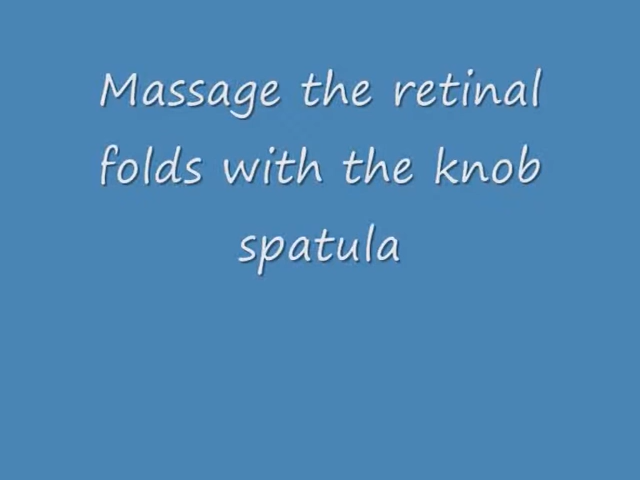 Massage the retinal
folds with the knob
spatula